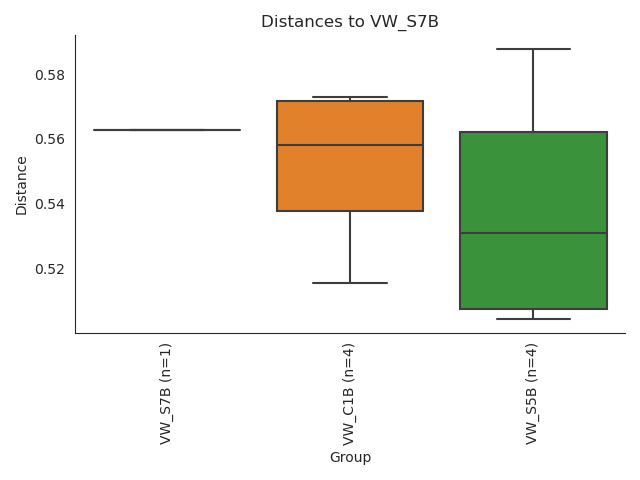 Distances to VW_S7B
Distance
0.58
0.56
0.54
0.52
VW_S7B (n=1)
VW_C1B (n=4)
VW_S5B (n=4)
Group